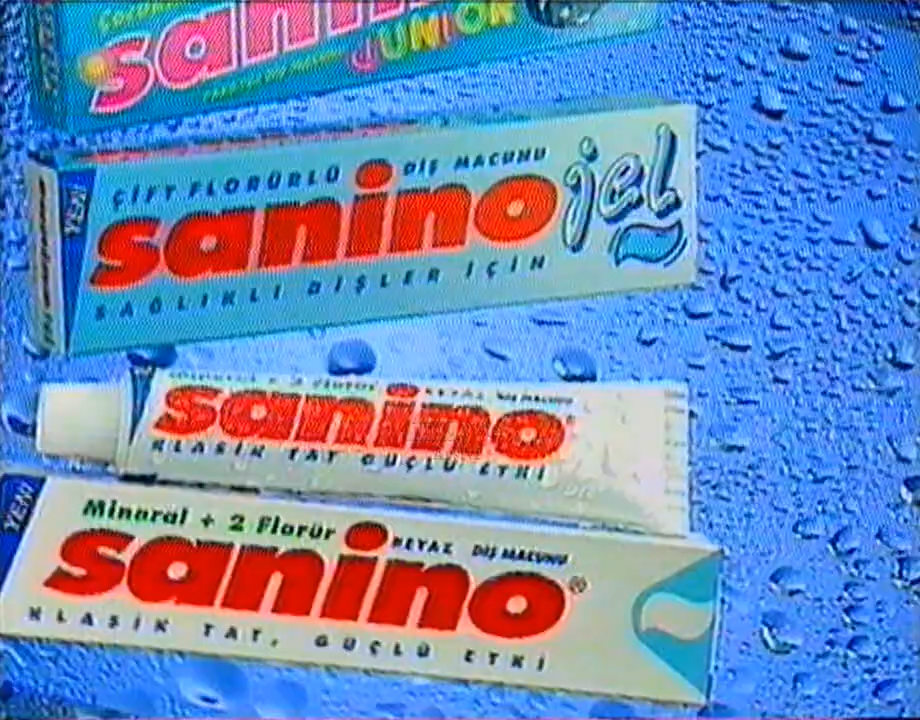 sanino
JUNIOR
YENİ
ÇİFT FLORÜRLÜ DİŞ MACUNU
sanino jel
SAĞLIKLI DİŞLER İÇİN
sanino
KLASİK TAT GÜÇLÜ ETKİ
YENİ
Mineral + 2 Florür BEYAZ DİŞ MACUNU
sanino®
KLASİK TAT, GÜÇLÜ ETKİ